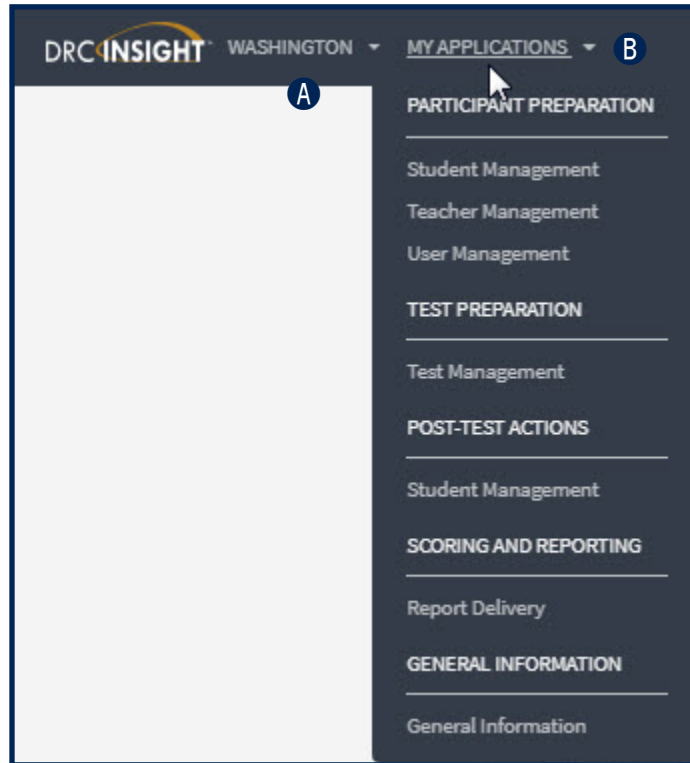 DRC INSIGHT WASHINGTON MY APPLICATIONS B
A
PARTICIPANT PREPARATION
Student Management
Teacher Management
User Management
TEST PREPARATION
Test Management
POST-TEST ACTIONS
Student Management
SCORING AND REPORTING
Report Delivery
GENERAL INFORMATION
General Information